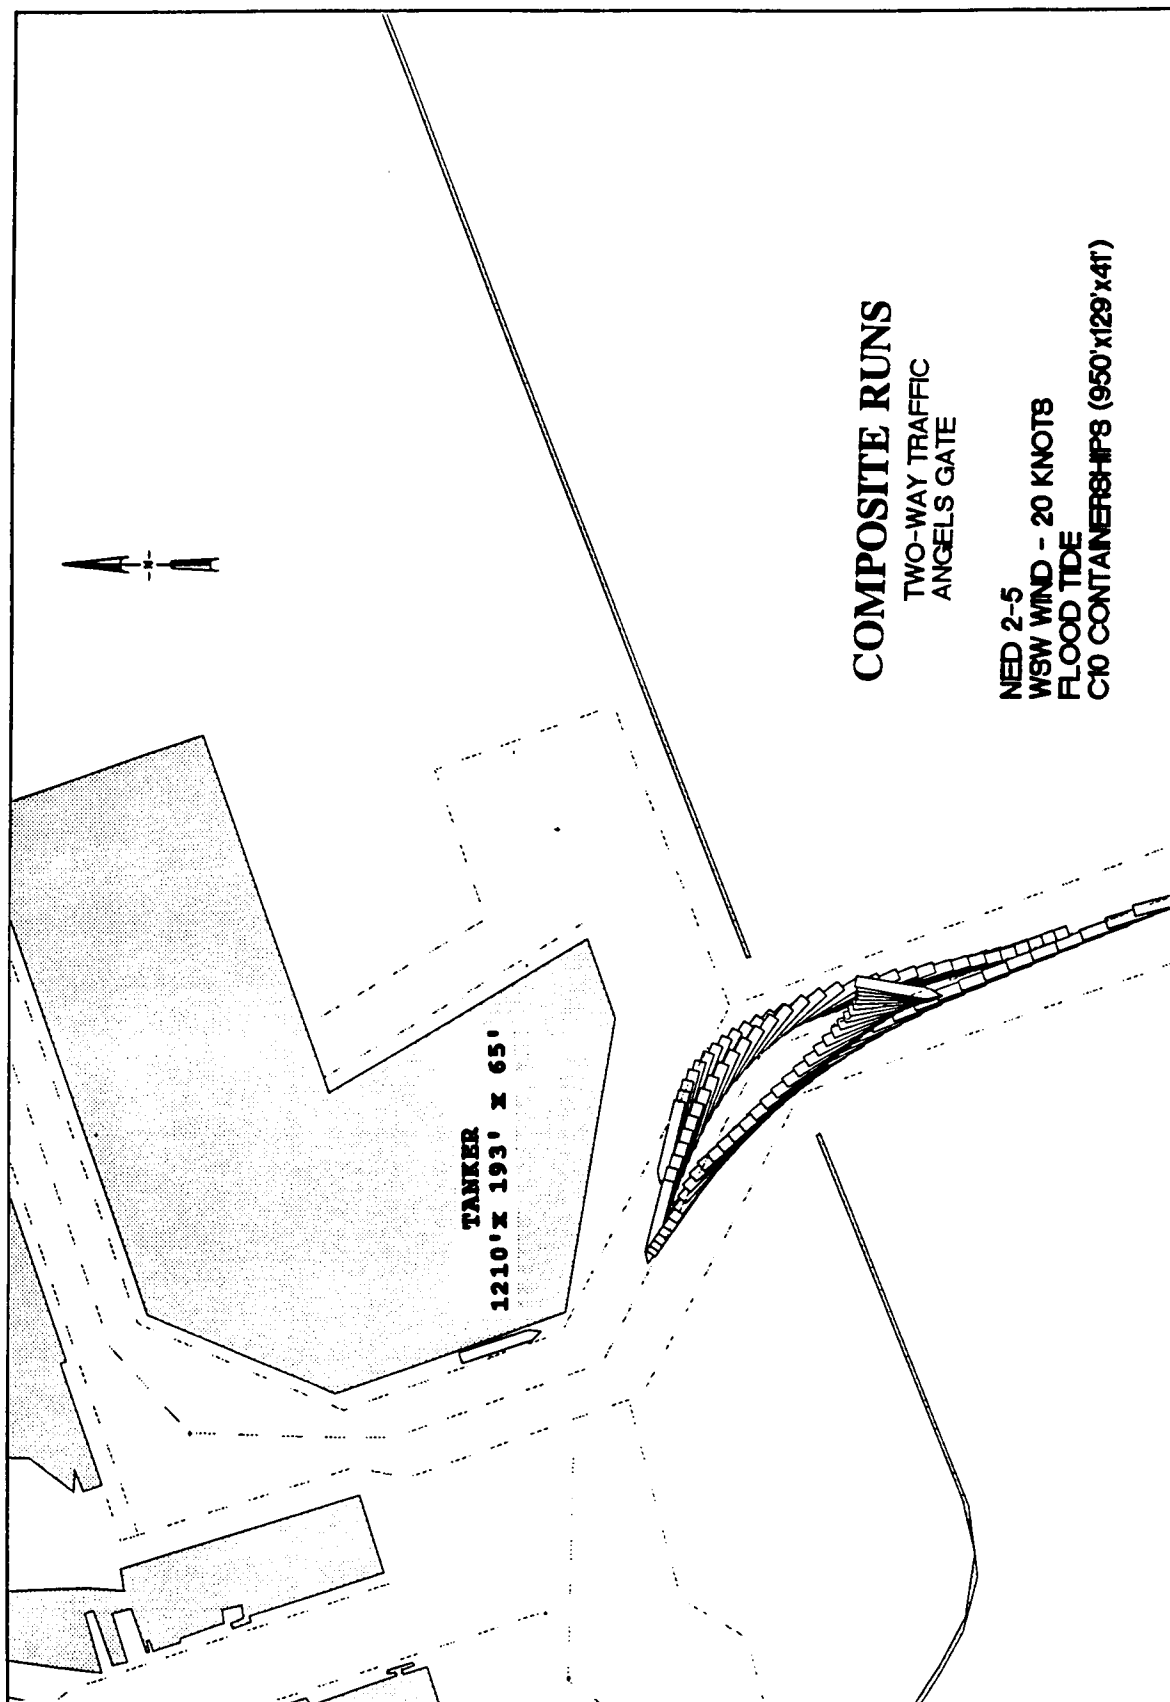 TANKER
1210'X 193' X 65'
COMPOSITE RUNS
TWO-WAY TRAFFIC
ANGELS GATE
NED 2-5
WSW WIND - 20 KNOTS
FLOOD TIDE
C10 CONTAINERSHIPS (950'x129'x41')